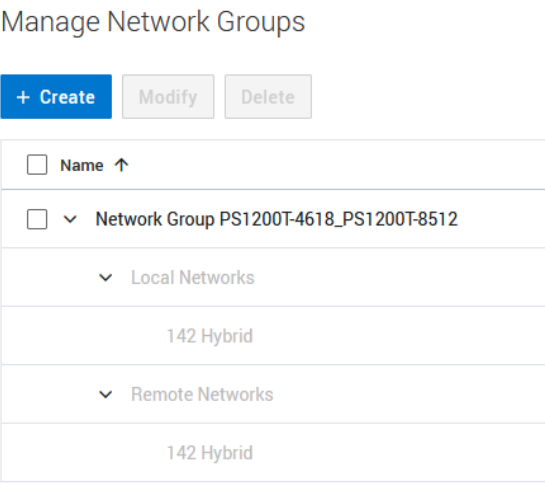 Manage Network Groups
+ Create Modify Delete
Name ↑
Network Group PS1200T-4618_PS1200T-8512
Local Networks
142 Hybrid
Remote Networks
142 Hybrid